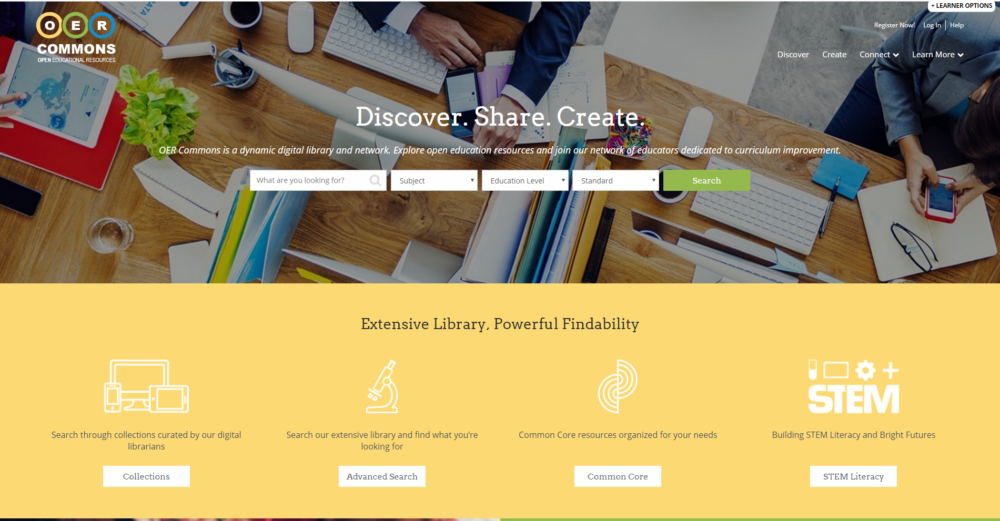 + LEARNER OPTIONS
O E R
COMMONS
OPEN EDUCATIONAL RESOURCES
Register Now! Log In Help
Discover Create Connect Learn More
DATA
Discover. Share. Create.
OER Commons is a dynamic digital library and network. Explore open education resources and join our network of educators dedicated to curriculum improvement.
What are you looking for? Subject Education Level Standard Search
Extensive Library, Powerful Findability
STEM
Search through collections curated by our digital
librarians
Search our extensive library and find what you’re
looking for
Common Core resources organized for your needs
Building STEM Literacy and Bright Futures
Collections Advanced Search Common Core STEM Literacy